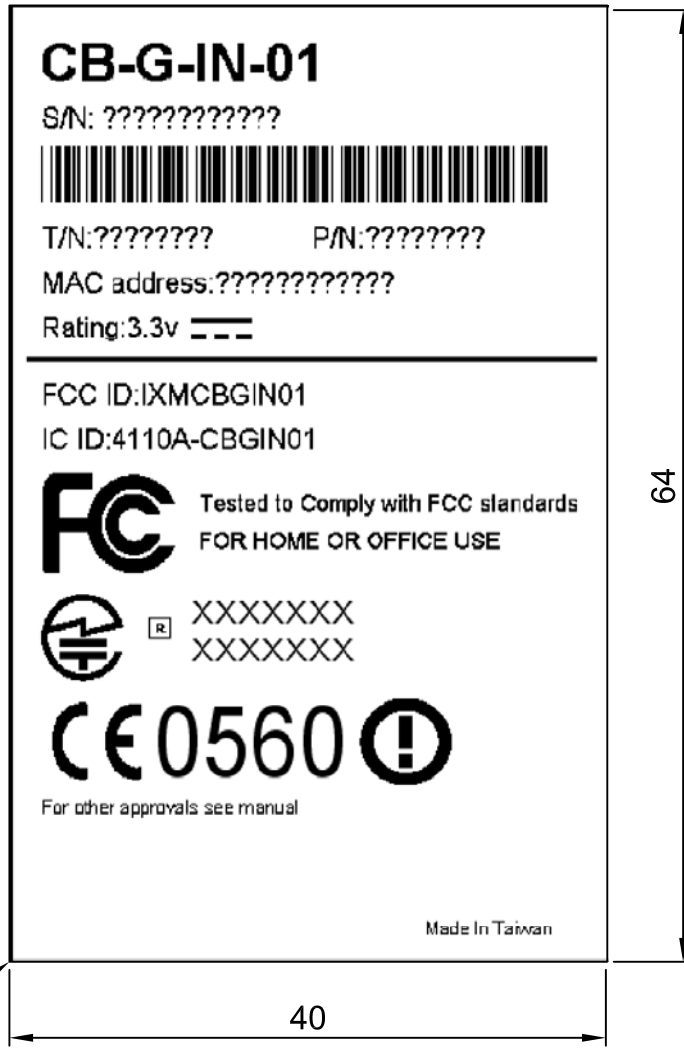 CB-G-IN-01
S/N: ????????????
T/N:???????? P/N:????????
MAC address:????????????
Rating:3.3v
FCC ID:IXMCBGIN01
IC ID:4110A-CBGIN01
FC Tested to Comply with FCC standards
FOR HOME OR OFFICE USE
R XXXXXXX
XXXXXXX
CE0560!
For other approvals see manual
Made In Taiwan
64
40